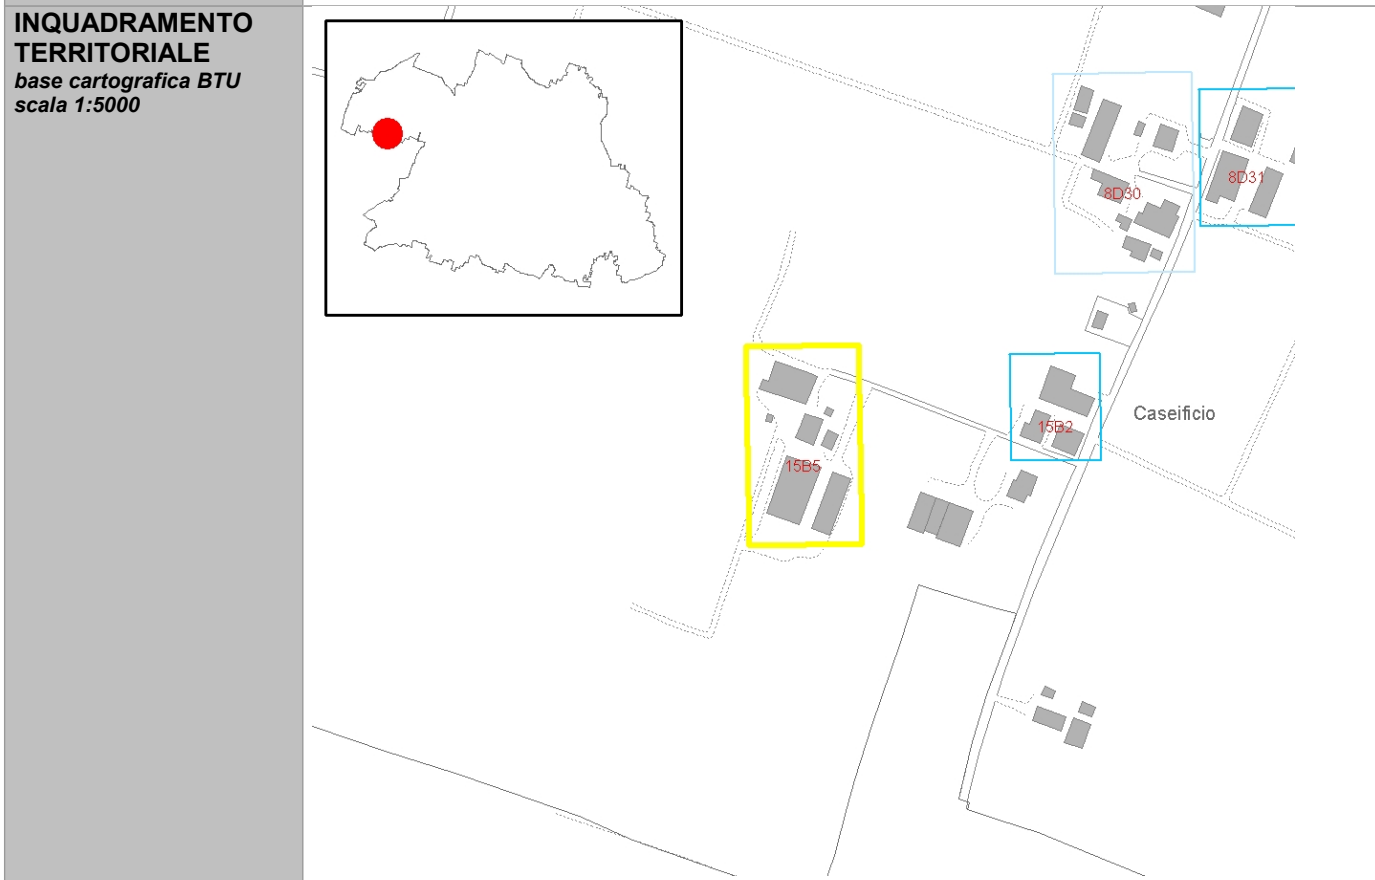 INQUADRAMENTO
TERRITORIALE
base cartografica BTU
scala 1:5000
8D31
8D30
Caseificio
15B2
15B5